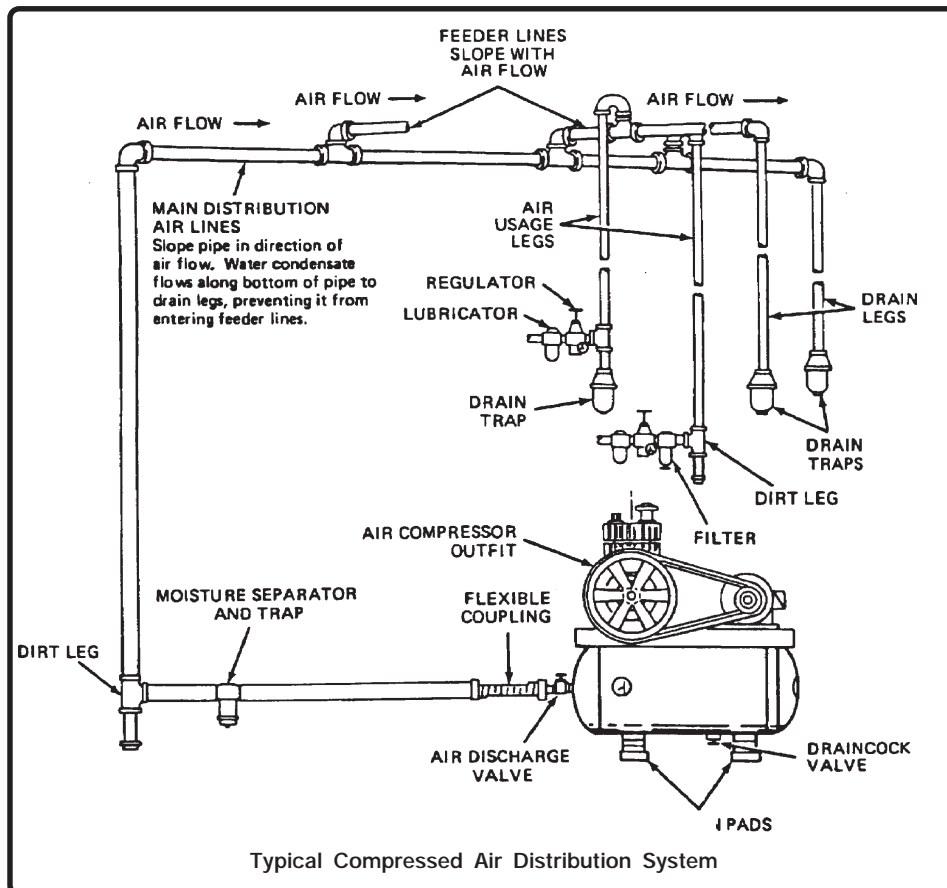 FEEDER LINES
SLOPE WITH
AIR FLOW
AIR FLOW
AIR FLOW
AIR FLOW
MAIN DISTRIBUTION
AIR LINES
Slope pipe in direction of
air flow. Water condensate
flows along bottom of pipe to
drain legs, preventing it from
entering feeder lines.
AIR
USAGE
LEGS
REGULATOR
LUBRICATOR
DRAIN
LEGS
DRAIN
TRAP
DRAIN
TRAPS
DIRT LEG
FILTER
AIR COMPRESSOR
OUTFIT
MOISTURE SEPARATOR
AND TRAP
FLEXIBLE
COUPLING
DIRT LEG
AIR DISCHARGE
VALVE
DRAINCOCK
VALVE
PADS
Typical Compressed Air Distribution System